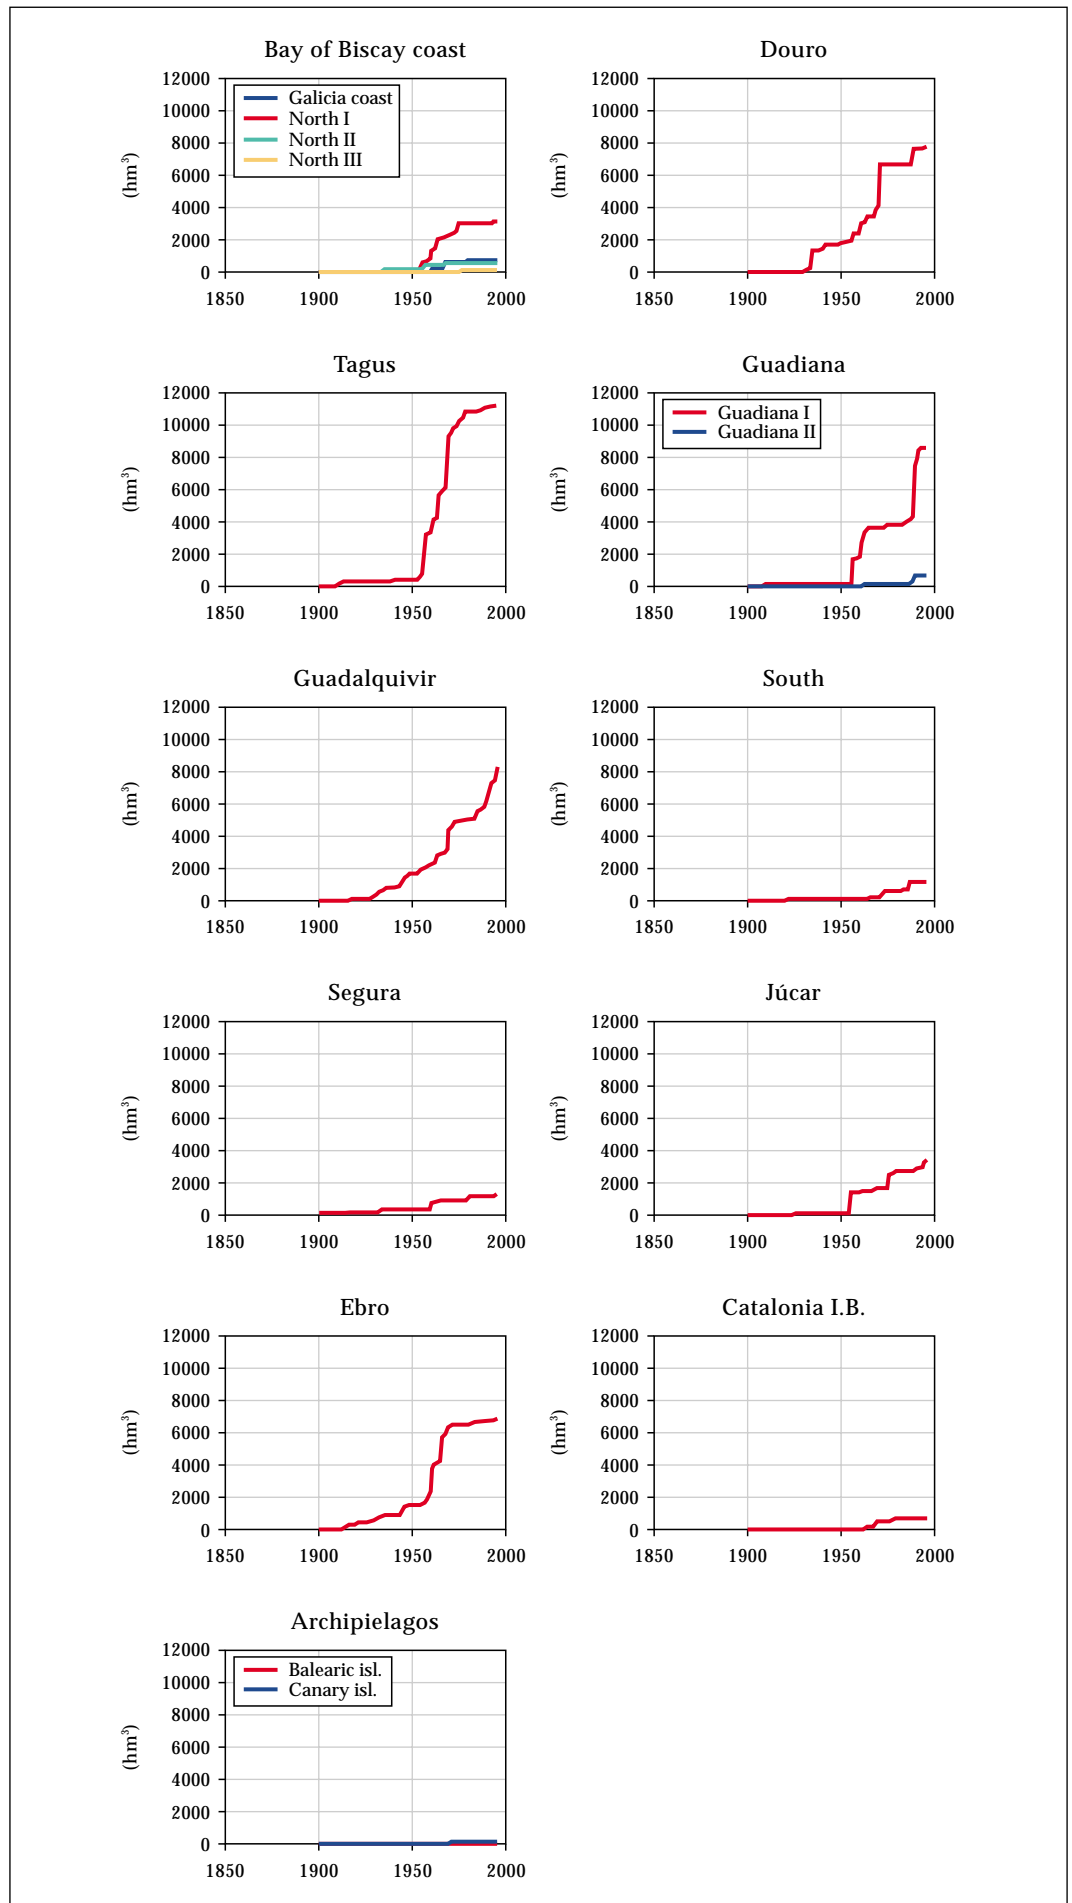 Bay of Biscay coast
12000
10000
8000
6000
4000
2000
0
(hm³)
Galicia coast
North I
North II
North III
1850 1900 1950 2000
Douro
12000
10000
8000
6000
4000
2000
0
(hm³)
1850 1900 1950 2000
Tagus
12000
10000
8000
6000
4000
2000
0
(hm³)
1850 1900 1950 2000
Guadiana
12000
10000
8000
6000
4000
2000
0
(hm³)
Guadiana I
Guadiana II
1850 1900 1950 2000
Guadalquivir
12000
10000
8000
6000
4000
2000
0
(hm³)
1850 1900 1950 2000
South
12000
10000
8000
6000
4000
2000
0
(hm³)
1850 1900 1950 2000
Segura
12000
10000
8000
6000
4000
2000
0
(hm³)
1850 1900 1950 2000
Júcar
12000
10000
8000
6000
4000
2000
0
(hm³)
1850 1900 1950 2000
Ebro
12000
10000
8000
6000
4000
2000
0
(hm³)
1850 1900 1950 2000
Catalonia I.B.
12000
10000
8000
6000
4000
2000
0
(hm³)
1850 1900 1950 2000
Archipielagos
12000
10000
8000
6000
4000
2000
0
(hm³)
Balearic isl.
Canary isl.
1850 1900 1950 2000